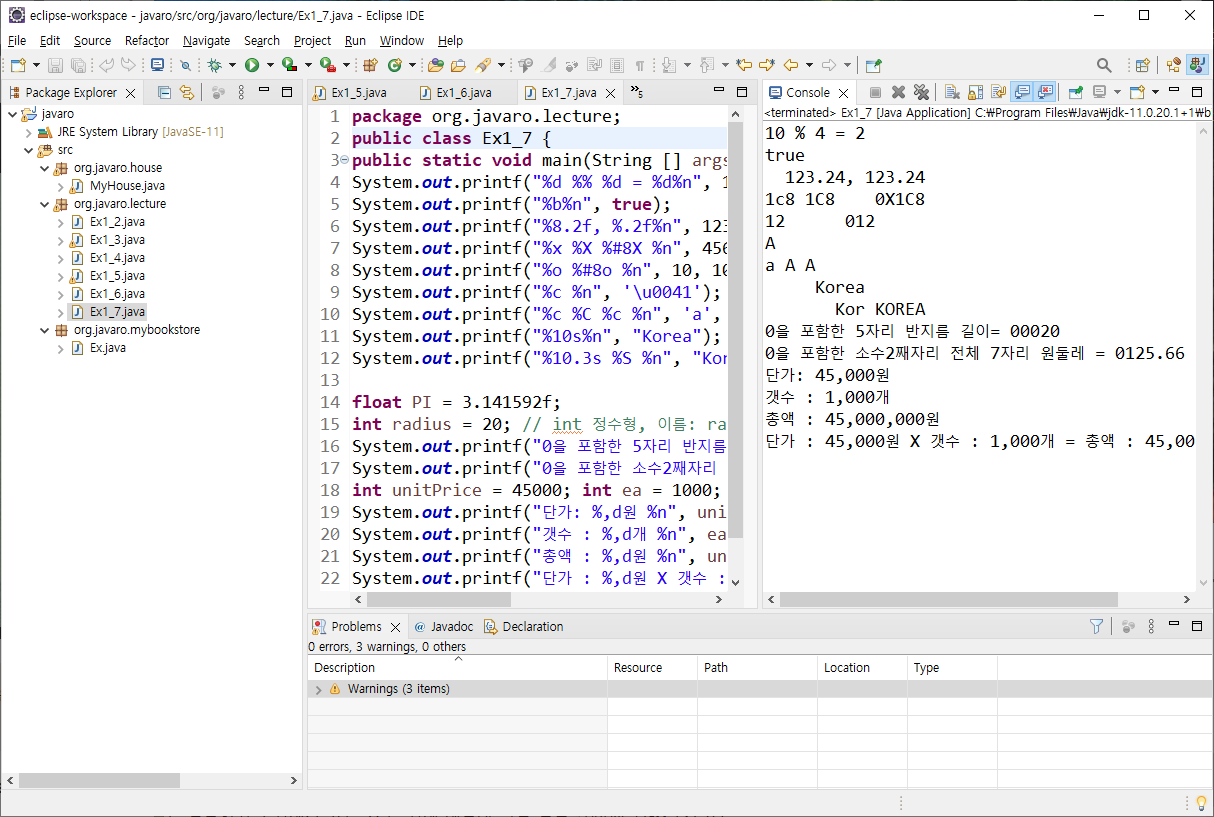 eclipse-workspace - javaro/src/org/javaro/lecture/Ex1_7.java - Eclipse IDE
File Edit Source Refactor Navigate Search Project Run Window Help
Package Explorer
javaro
JRE System Library [JavaSE-11]
src
org.javaro.house
MyHouse.java
org.javaro.lecture
Ex1_2.java
Ex1_3.java
Ex1_4.java
Ex1_5.java
Ex1_6.java
Ex1_7.java
org.javaro.mybookstore
Ex.java
Ex1_5.java Ex1_6.java Ex1_7.java »5
1 package org.javaro.lecture;
2 public class Ex1_7 {
3 public static void main(String [] args
4 System.out.printf("%d %% %d = %d%n", 1
5 System.out.printf("%b%n", true);
6 System.out.printf("%8.2f, %.2f%n", 123
7 System.out.printf("%x %X %#8X %n", 456
8 System.out.printf("%o %#8o %n", 10, 10
9 System.out.printf("%c %n", '\u0041');
10 System.out.printf("%c %C %c %n", 'a',
11 System.out.printf("%10s%n", "Korea");
12 System.out.printf("%10.3s %S %n", "Kor
13
14 float PI = 3.141592f;
15 int radius = 20; // int 정수형, 이름: ra
16 System.out.printf("0을 포함한 5자리 반지름
17 System.out.printf("0을 포함한 소수2째자리
18 int unitPrice = 45000; int ea = 1000;
19 System.out.printf("단가: %,d원 %n", uni
20 System.out.printf("갯수 : %,d개 %n", ea
21 System.out.printf("총액 : %,d원 %n", un
22 System.out.printf("단가 : %,d원 X 갯수 :
Console
<terminated> Ex1_7 [Java Application] C:₩Program Files₩Java₩jdk-11.0.20.1+1₩b
10 % 4 = 2
true
  123.24, 123.24
1c8 1C8    0X1C8
12      012
A
a A A
     Korea
       Kor KOREA
0을 포함한 5자리 반지름 길이= 00020
0을 포함한 소수2째자리 전체 7자리 원둘레 = 0125.66
단가: 45,000원
갯수 : 1,000개
총액 : 45,000,000원
단가 : 45,000원 X 갯수 : 1,000개 = 총액 : 45,00
Problems Javadoc Declaration
0 errors, 3 warnings, 0 others
Description Resource Path Location Type
Warnings (3 items)